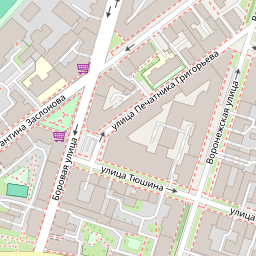 улица Печатника Григорьева
антина Заслонова
Воронежская улица
Боровая улица
улица Тюшина
улица